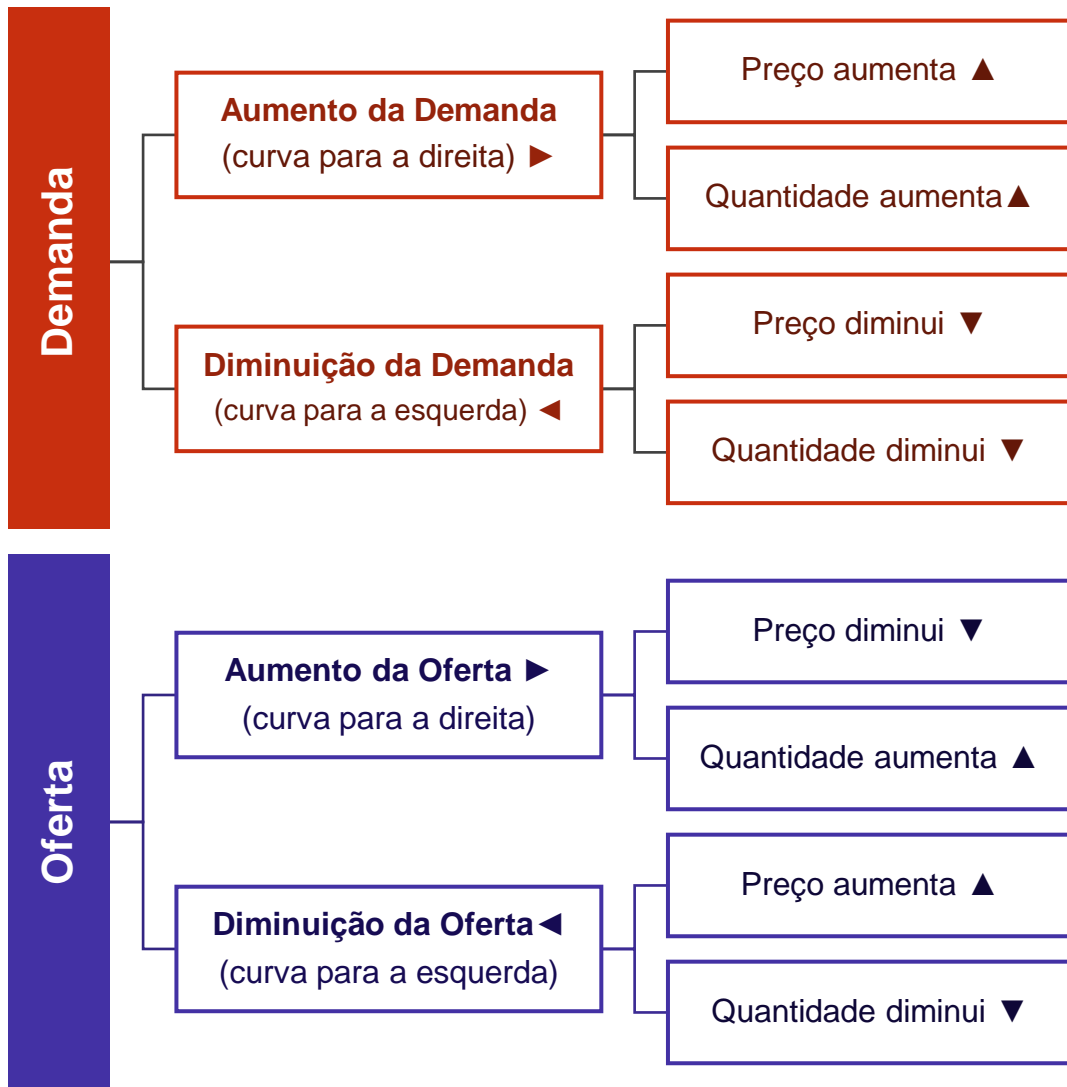 Demanda
Aumento da Demanda
(curva para a direita) ►
Preço aumenta ▲
Quantidade aumenta▲
Diminuição da Demanda
(curva para a esquerda) ◄
Preço diminui ▼
Quantidade diminui ▼
Oferta
Aumento da Oferta ►
(curva para a direita)
Preço diminui ▼
Quantidade aumenta ▲
Diminuição da Oferta◄
(curva para a esquerda)
Preço aumenta ▲
Quantidade diminui ▼